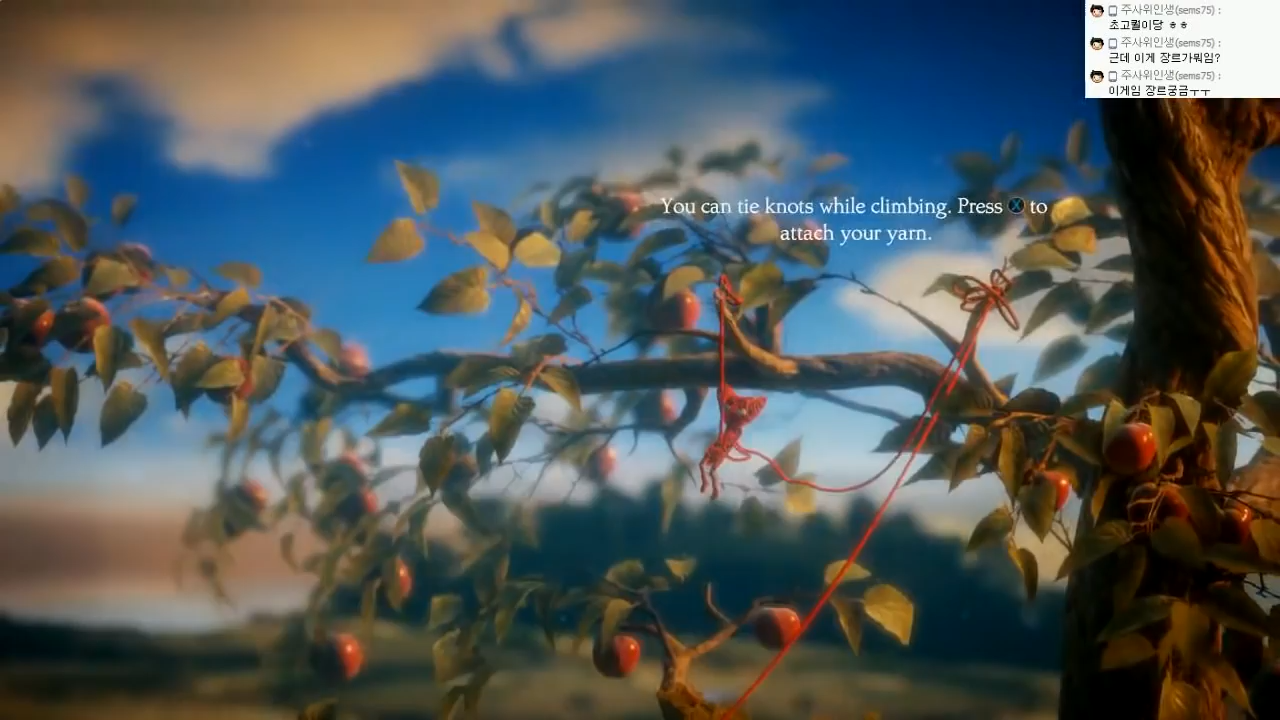 주사위인생(sems75) :
초고퀄이당 ㅎㅎ
주사위인생(sems75) :
근데 이게 장르가뭐임?
주사위인생(sems75) :
이게임 장르궁금ㅜㅜ
You can tie knots while climbing. Press X to
attach your yarn.